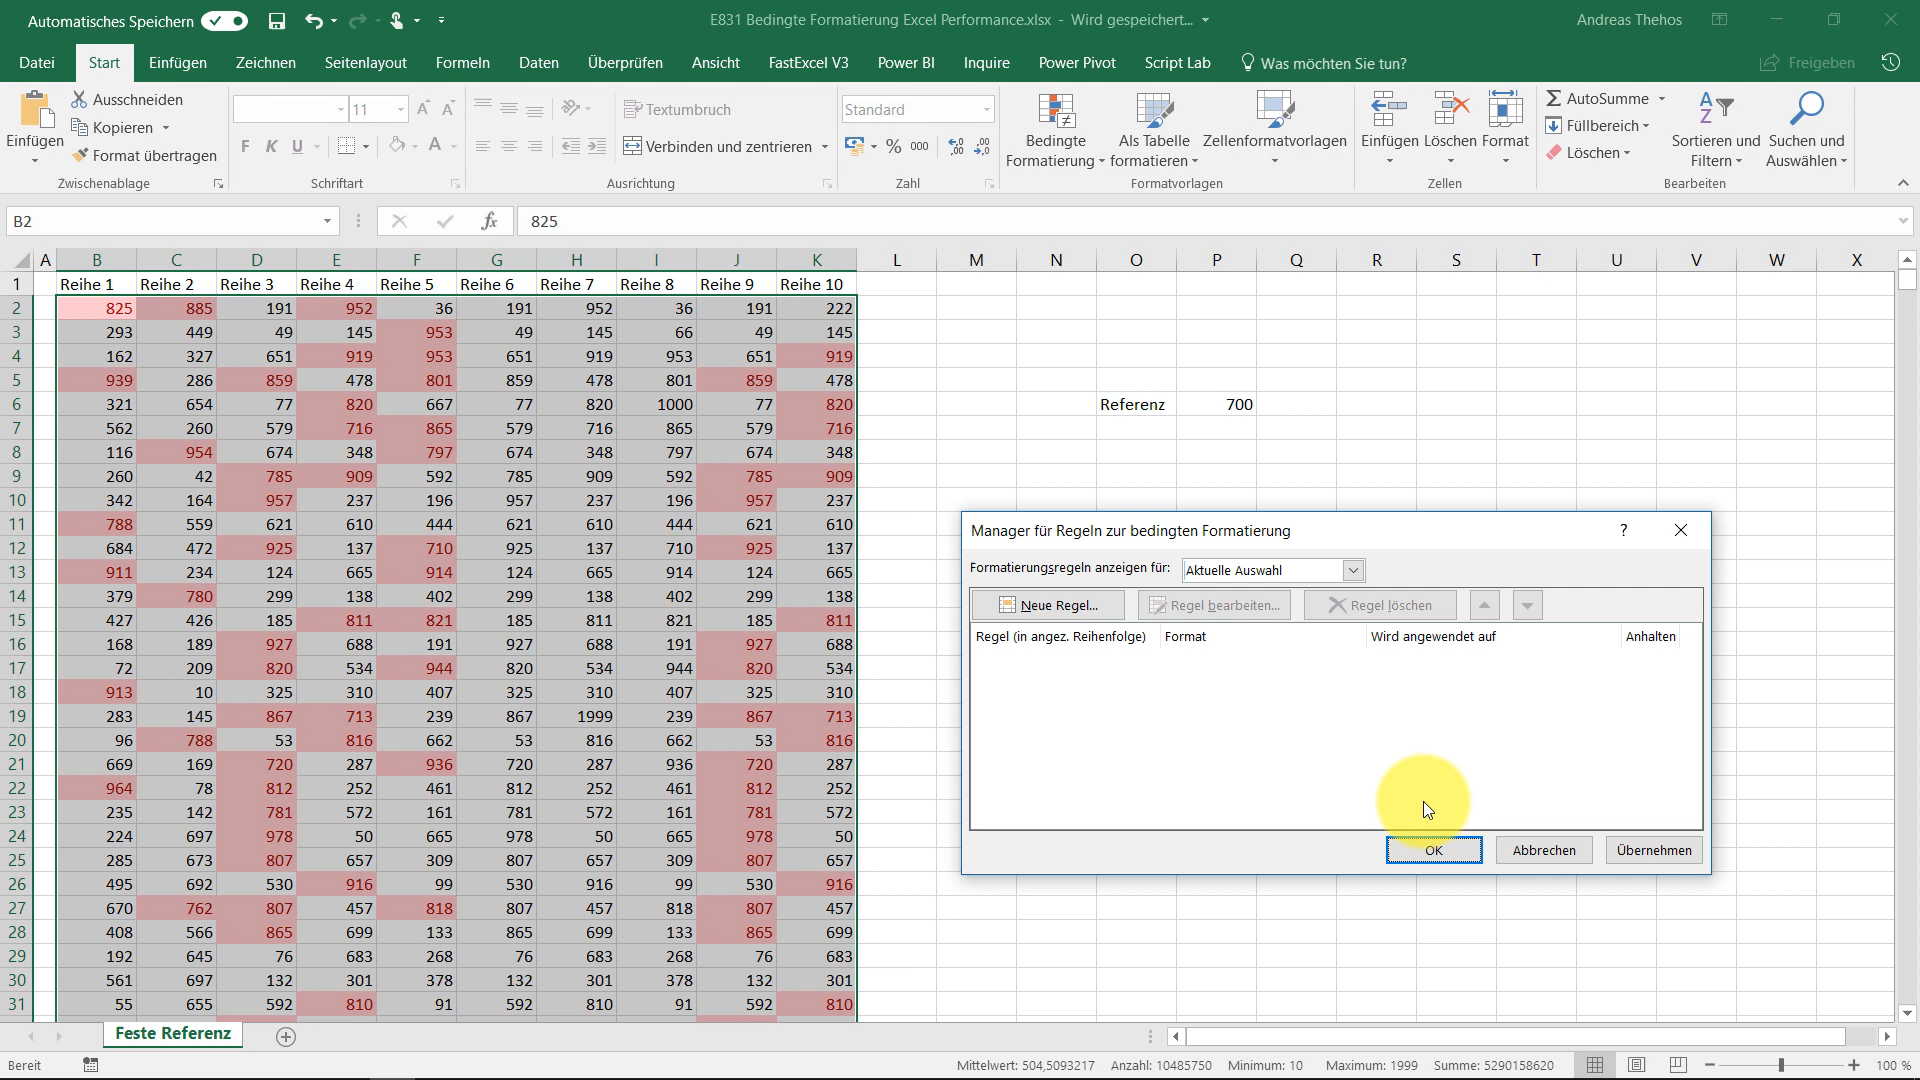 Automatisches Speichern
E831 Bedingte Formatierung Excel Performance.xlsx - Wird gespeichert...
Andreas Thehos
Datei Start Einfügen Zeichnen Seitenlayout Formeln Daten Überprüfen Ansicht FastExcel V3 Power BI Inquire Power Pivot Script Lab Was möchten Sie tun? Freigeben
Einfügen
Ausschneiden
Kopieren
Format übertragen
Zwischenablage
11
F K U
Schriftart
Textumbruch
Verbinden und zentrieren
Ausrichtung
Standard
% 000
Zahl
Bedingte Formatierung
Als Tabelle formatieren
Zellenformatvorlagen
Formatvorlagen
Einfügen Löschen Format
Zellen
AutoSumme
Füllbereich
Löschen
Sortieren und Filtern
Suchen und Auswählen
Bearbeiten
B2 fx 825
A B C D E F G H I J K L M N O P Q R S T U V W X
1 Reihe 1 Reihe 2 Reihe 3 Reihe 4 Reihe 5 Reihe 6 Reihe 7 Reihe 8 Reihe 9 Reihe 10
2 825 885 191 952 36 191 952 36 191 222
3 293 449 49 145 953 49 145 66 49 145
4 162 327 651 919 953 651 919 953 651 919
5 939 286 859 478 801 859 478 801 859 478
6 321 654 77 820 667 77 820 1000 77 820 Referenz 700
7 562 260 579 716 865 579 716 865 579 716
8 116 954 674 348 797 674 348 797 674 348
9 260 42 785 909 592 785 909 592 785 909
10 342 164 957 237 196 957 237 196 957 237
11 788 559 621 610 444 621 610 444 621 610
12 684 472 925 137 710 925 137 710 925 137
13 911 234 124 665 914 124 665 914 124 665
14 379 780 299 138 402 299 138 402 299 138
15 427 426 185 811 821 185 811 821 185 811
16 168 189 927 688 191 927 688 191 927 688
17 72 209 820 534 944 820 534 944 820 534
18 913 10 325 310 407 325 310 407 325 310
19 283 145 867 713 239 867 1999 239 867 713
20 96 788 53 816 662 53 816 662 53 816
21 669 169 720 287 936 720 287 936 720 287
22 964 78 812 252 461 812 252 461 812 252
23 235 142 781 572 161 781 572 161 781 572
24 224 697 978 50 665 978 50 665 978 50
25 285 673 807 657 309 807 657 309 807 657
26 495 692 530 916 99 530 916 99 530 916
27 670 762 807 457 818 807 457 818 807 457
28 408 566 865 699 133 865 699 133 865 699
29 192 645 76 683 268 76 683 268 76 683
30 561 697 132 301 378 132 301 378 132 301
31 55 655 592 810 91 592 810 91 592 810
Manager für Regeln zur bedingten Formatierung ?
Formatierungsregeln anzeigen für: Aktuelle Auswahl
Neue Regel... Regel bearbeiten... Regel löschen
Regel (in angez. Reihenfolge) Format Wird angewendet auf Anhalten
OK Abbrechen Übernehmen
Feste Referenz
Bereit Mittelwert: 504,5093217 Anzahl: 10485750 Minimum: 10 Maximum: 1999 Summe: 5290158620 100 %